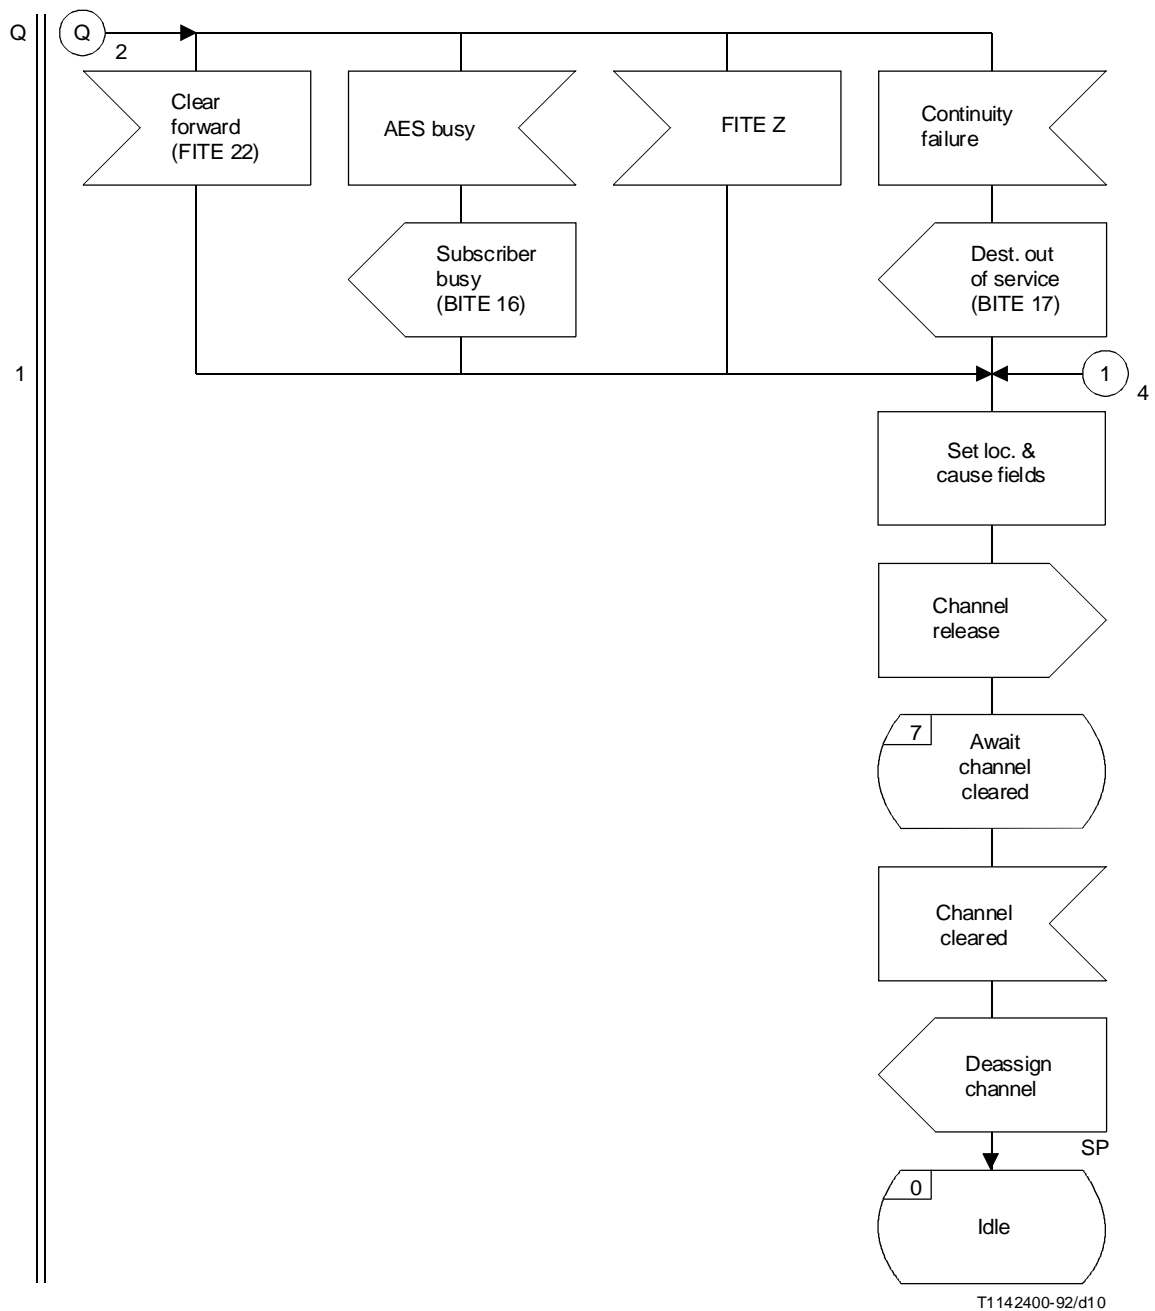 Q
Q
2
Clear
forward
(FITE 22)
AES busy
FITE Z
Continuity
failure
Subscriber
busy
(BITE 16)
Dest. out
of service
(BITE 17)
1
1
4
Set loc. &
cause fields
Channel
release
7
Await
channel
cleared
Channel
cleared
Deassign
channel
SP
0
Idle
T1142400-92/d10